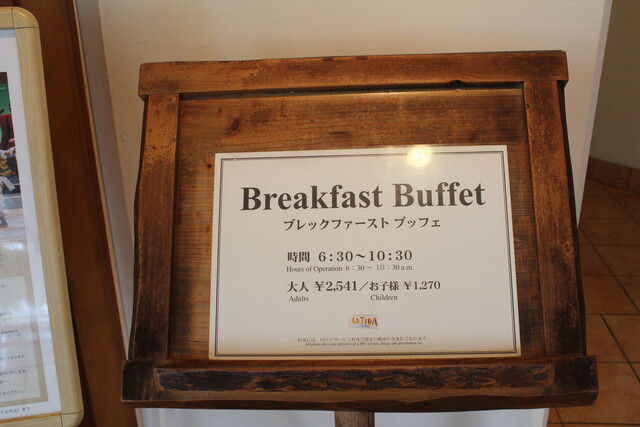 Breakfast Buffet
ブレックファースト ブッフェ
時間 6:30～10:30
Hours of Operation 6:30～10:30 a.m.
大人 ¥2,541／お子様 ¥1,270
Adults Children
LA TIDA